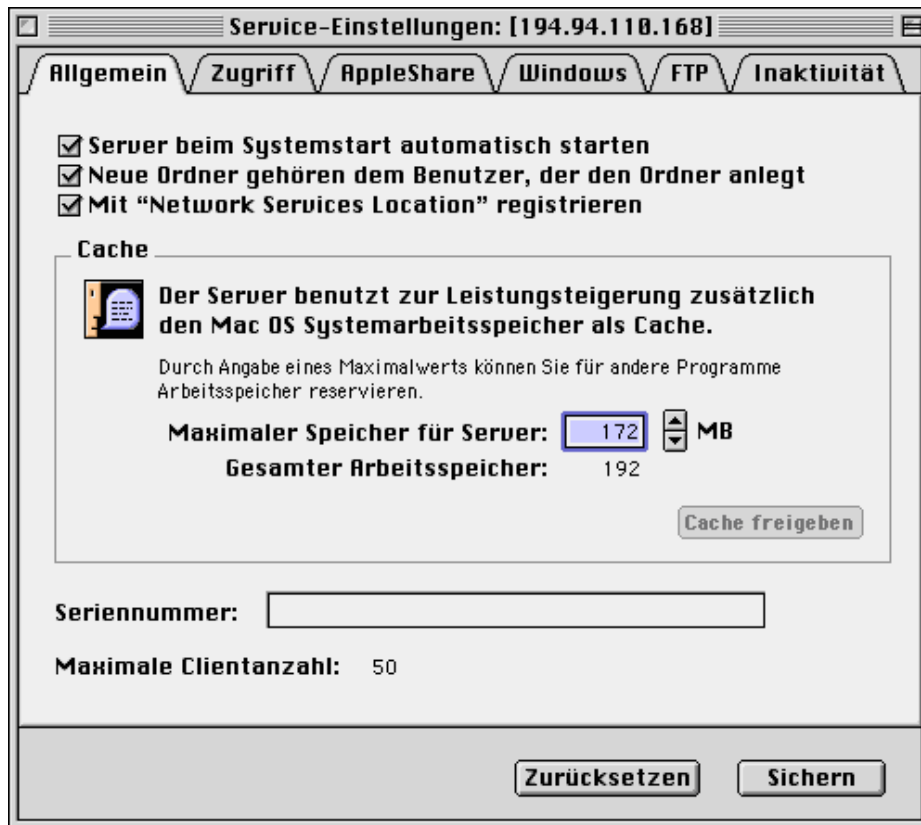 Service-Einstellungen: [194.94.110.168]
Allgemein Zugriff AppleShare Windows FTP Inaktivität
Server beim Systemstart automatisch starten
Neue Ordner gehören dem Benutzer, der den Ordner anlegt
Mit “Network Services Location” registrieren
Cache
Der Server benutzt zur Leistungsteigerung zusätzlich
den Mac OS Systemarbeitsspeicher als Cache.
Durch Angabe eines Maximalwerts können Sie für andere Programme
Arbeitsspeicher reservieren.
Maximaler Speicher für Server: 172 MB
Gesamter Arbeitsspeicher: 192
Cache freigeben
Seriennummer:
Maximale Clientanzahl: 50
Zurücksetzen Sichern